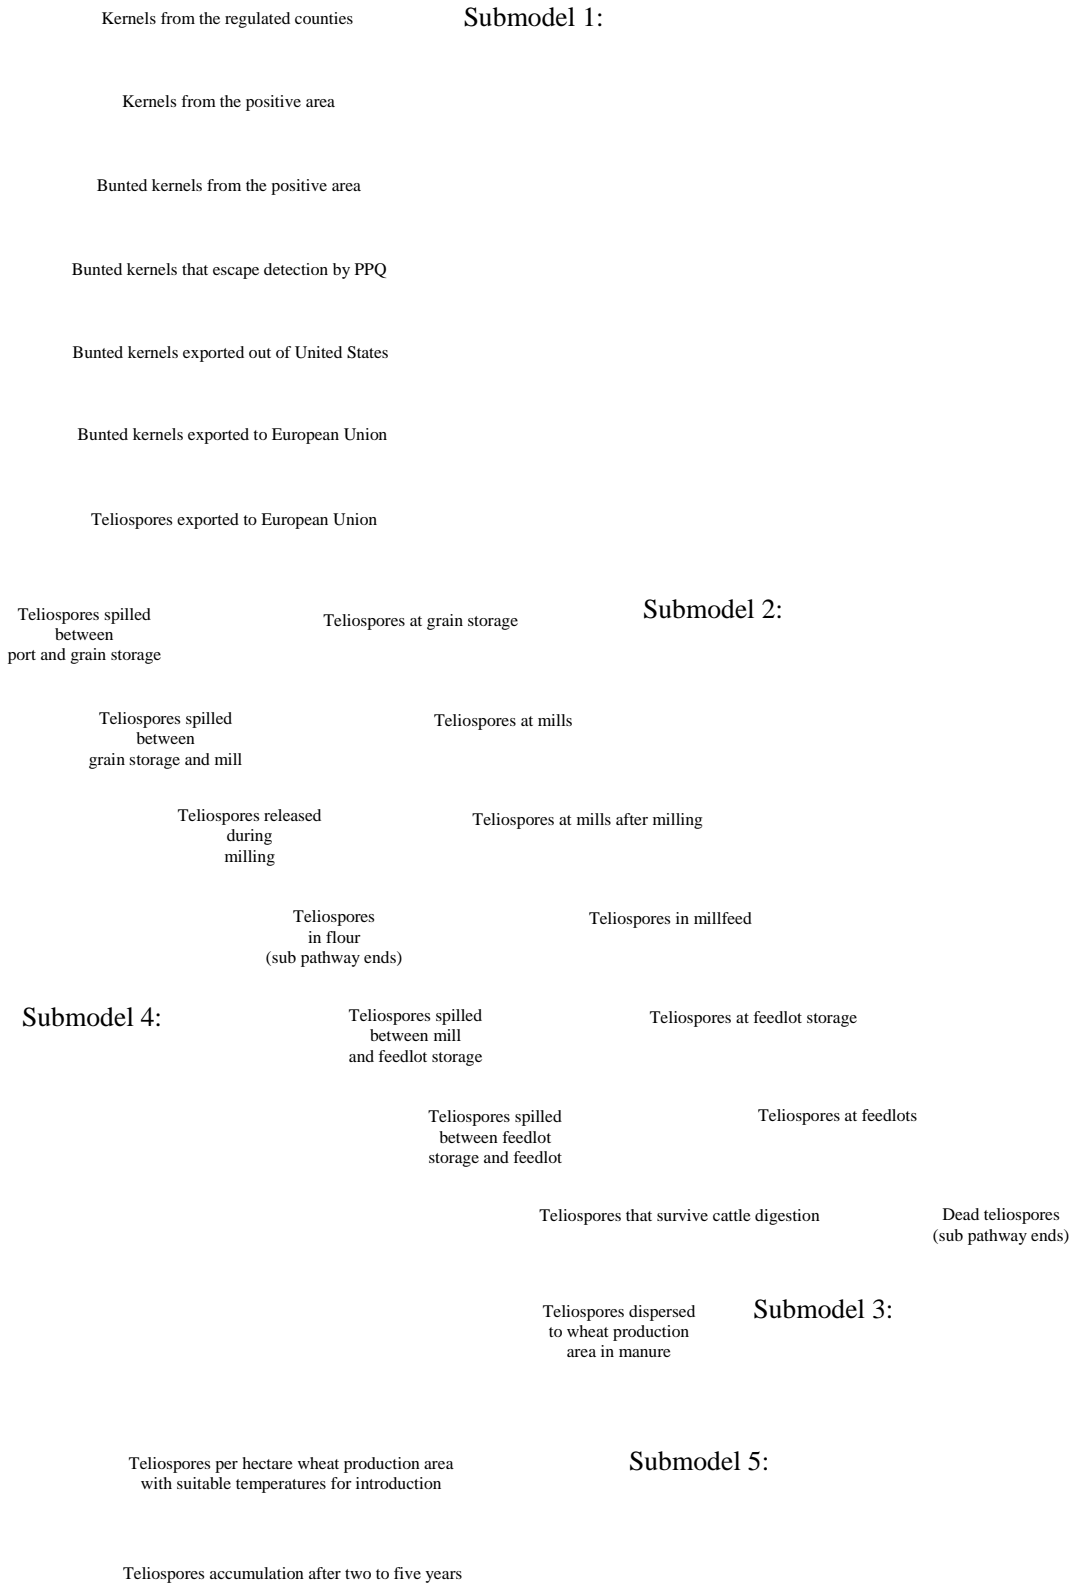 Kernels from the regulated counties
Submodel 1:
Kernels from the positive area
Bunted kernels from the positive area
Bunted kernels that escape detection by PPQ
Bunted kernels exported out of United States
Bunted kernels exported to European Union
Teliospores exported to European Union
Submodel 2:
Teliospores spilled
between
port and grain storage
Teliospores at grain storage
Teliospores spilled
between
grain storage and mill
Teliospores at mills
Teliospores released
during
milling
Teliospores at mills after milling
Teliospores
in flour
(sub pathway ends)
Teliospores in millfeed
Submodel 4:
Teliospores spilled
between mill
and feedlot storage
Teliospores at feedlot storage
Teliospores spilled
between feedlot
storage and feedlot
Teliospores at feedlots
Teliospores that survive cattle digestion
Dead teliospores
(sub pathway ends)
Teliospores dispersed
to wheat production
area in manure
Submodel 3:
Teliospores per hectare wheat production area
with suitable temperatures for introduction
Submodel 5:
Teliospores accumulation after two to five years